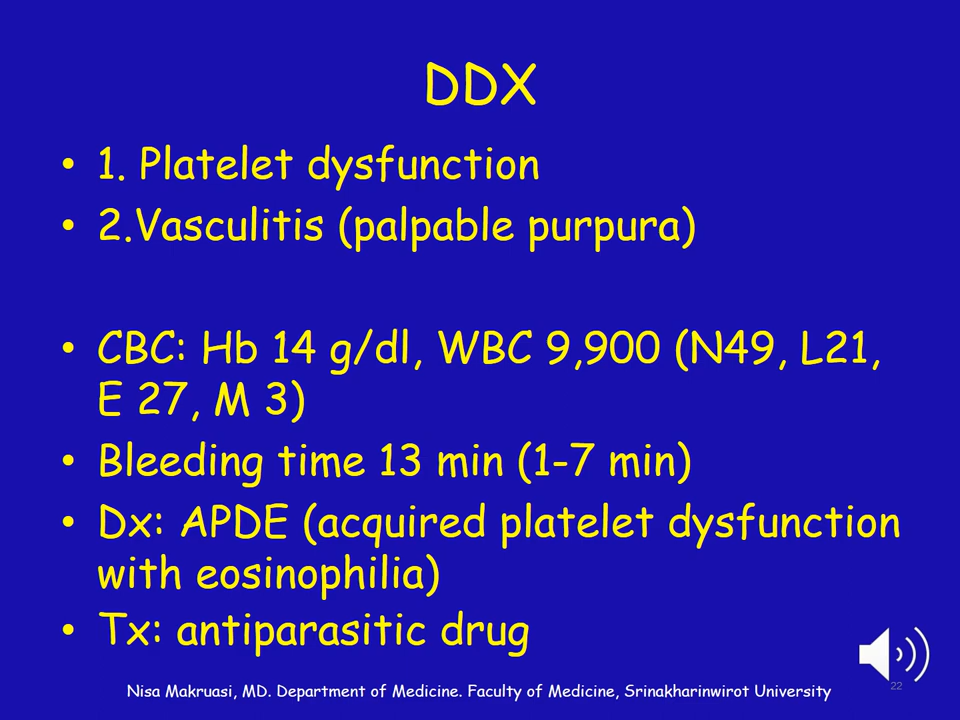 DDX
• 1. Platelet dysfunction
• 2.Vasculitis (palpable purpura)
• CBC: Hb 14 g/dl, WBC 9,900 (N49, L21,
E 27, M 3)
• Bleeding time 13 min (1-7 min)
• Dx: APDE (acquired platelet dysfunction
with eosinophilia)
• Tx: antiparasitic drug
Nisa Makruasi, MD. Department of Medicine. Faculty of Medicine, Srinakharinwirot University
22